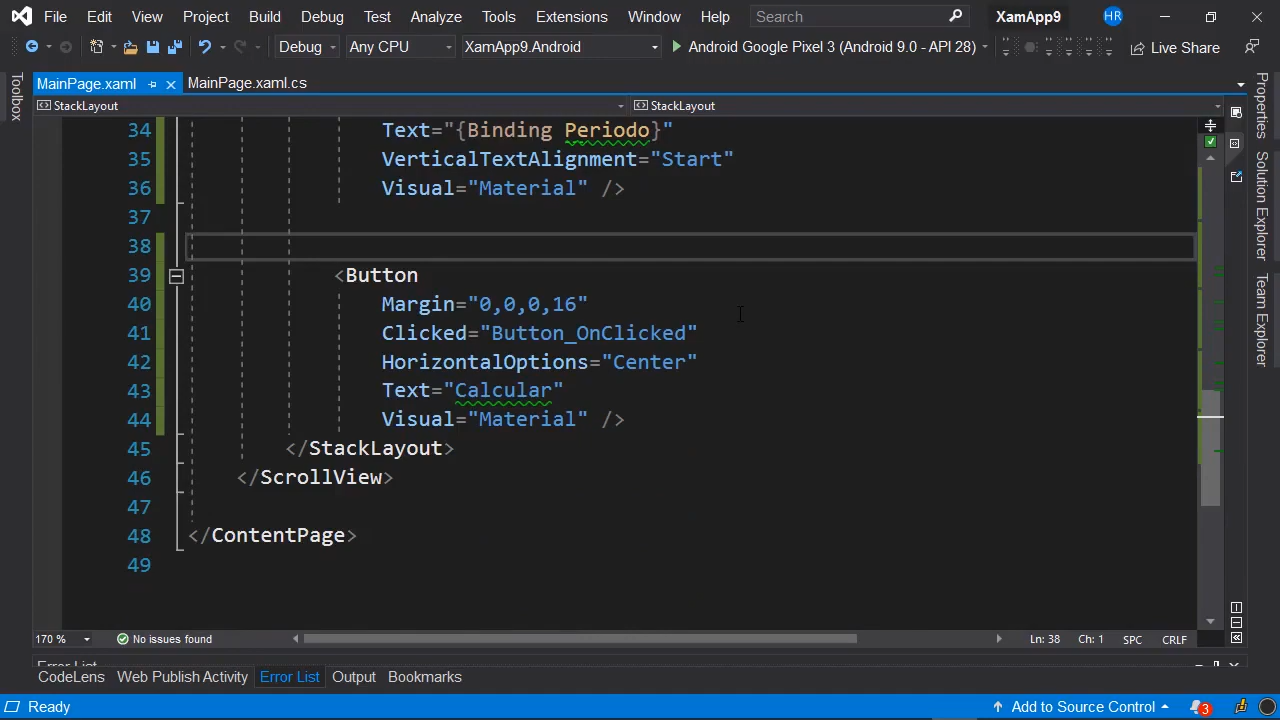 File Edit View Project Build Debug Test Analyze Tools Extensions Window Help Search XamApp9 HR
Debug Any CPU XamApp9.Android Android Google Pixel 3 (Android 9.0 - API 28) Live Share
MainPage.xaml MainPage.xaml.cs
StackLayout StackLayout
Toolbox
34 Text="{Binding Periodo}"
35 VerticalTextAlignment="Start"
36 Visual="Material" />
37
38
39 <Button
40 Margin="0,0,0,16"
41 Clicked="Button_OnClicked"
42 HorizontalOptions="Center"
43 Text="Calcular"
44 Visual="Material" />
45 </StackLayout>
46 </ScrollView>
47
48 </ContentPage>
49
Properties
Solution Explorer
Team Explorer
170 % No issues found Ln: 38 Ch: 1 SPC CRLF
Error List
CodeLens Web Publish Activity Error List Output Bookmarks
Ready Add to Source Control 3